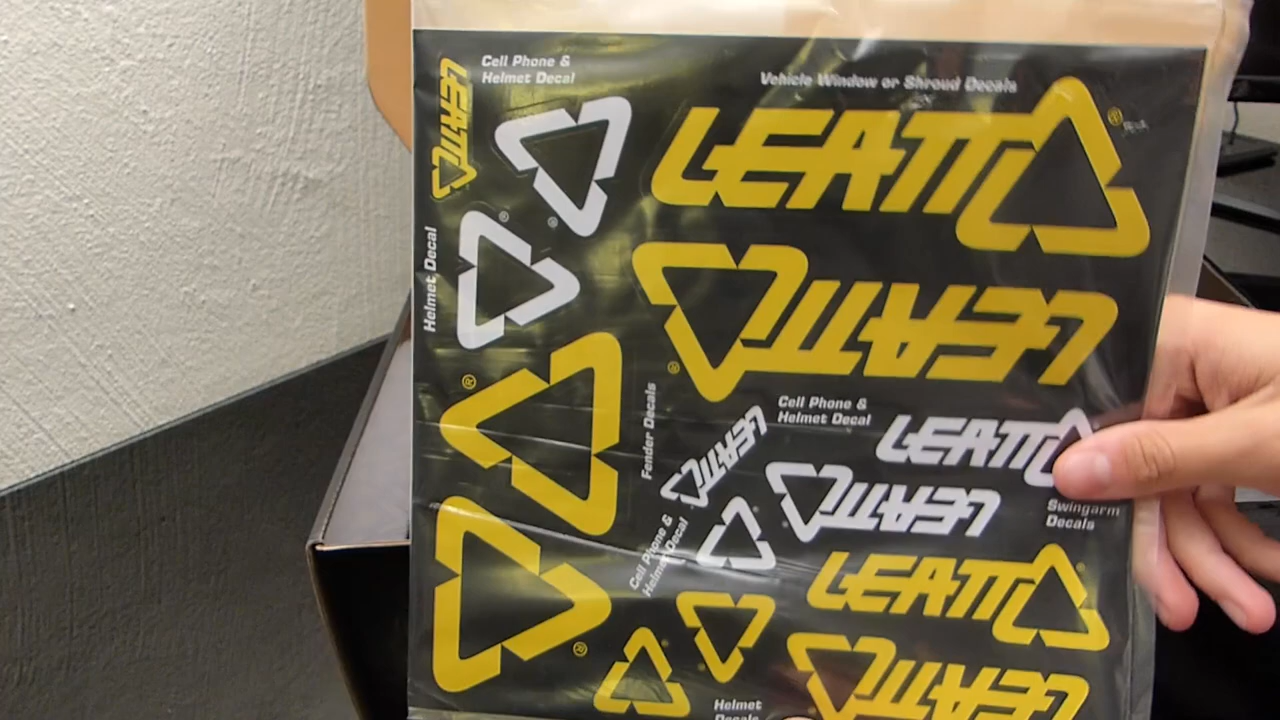 Cell Phone &
Helmet Decal
LEATT
Vehicle Window or Shroud Decals
LEATT
®
®
Helmet Decal
®
LEATT
®
®
Fender Decals
Cell Phone &
Helmet Decal
LEATT
LEATT
LEATT
Swingarm
Decals
Cell Phone &
Helmet Decal
LEATT
®
LEATT
Helmet
Decals